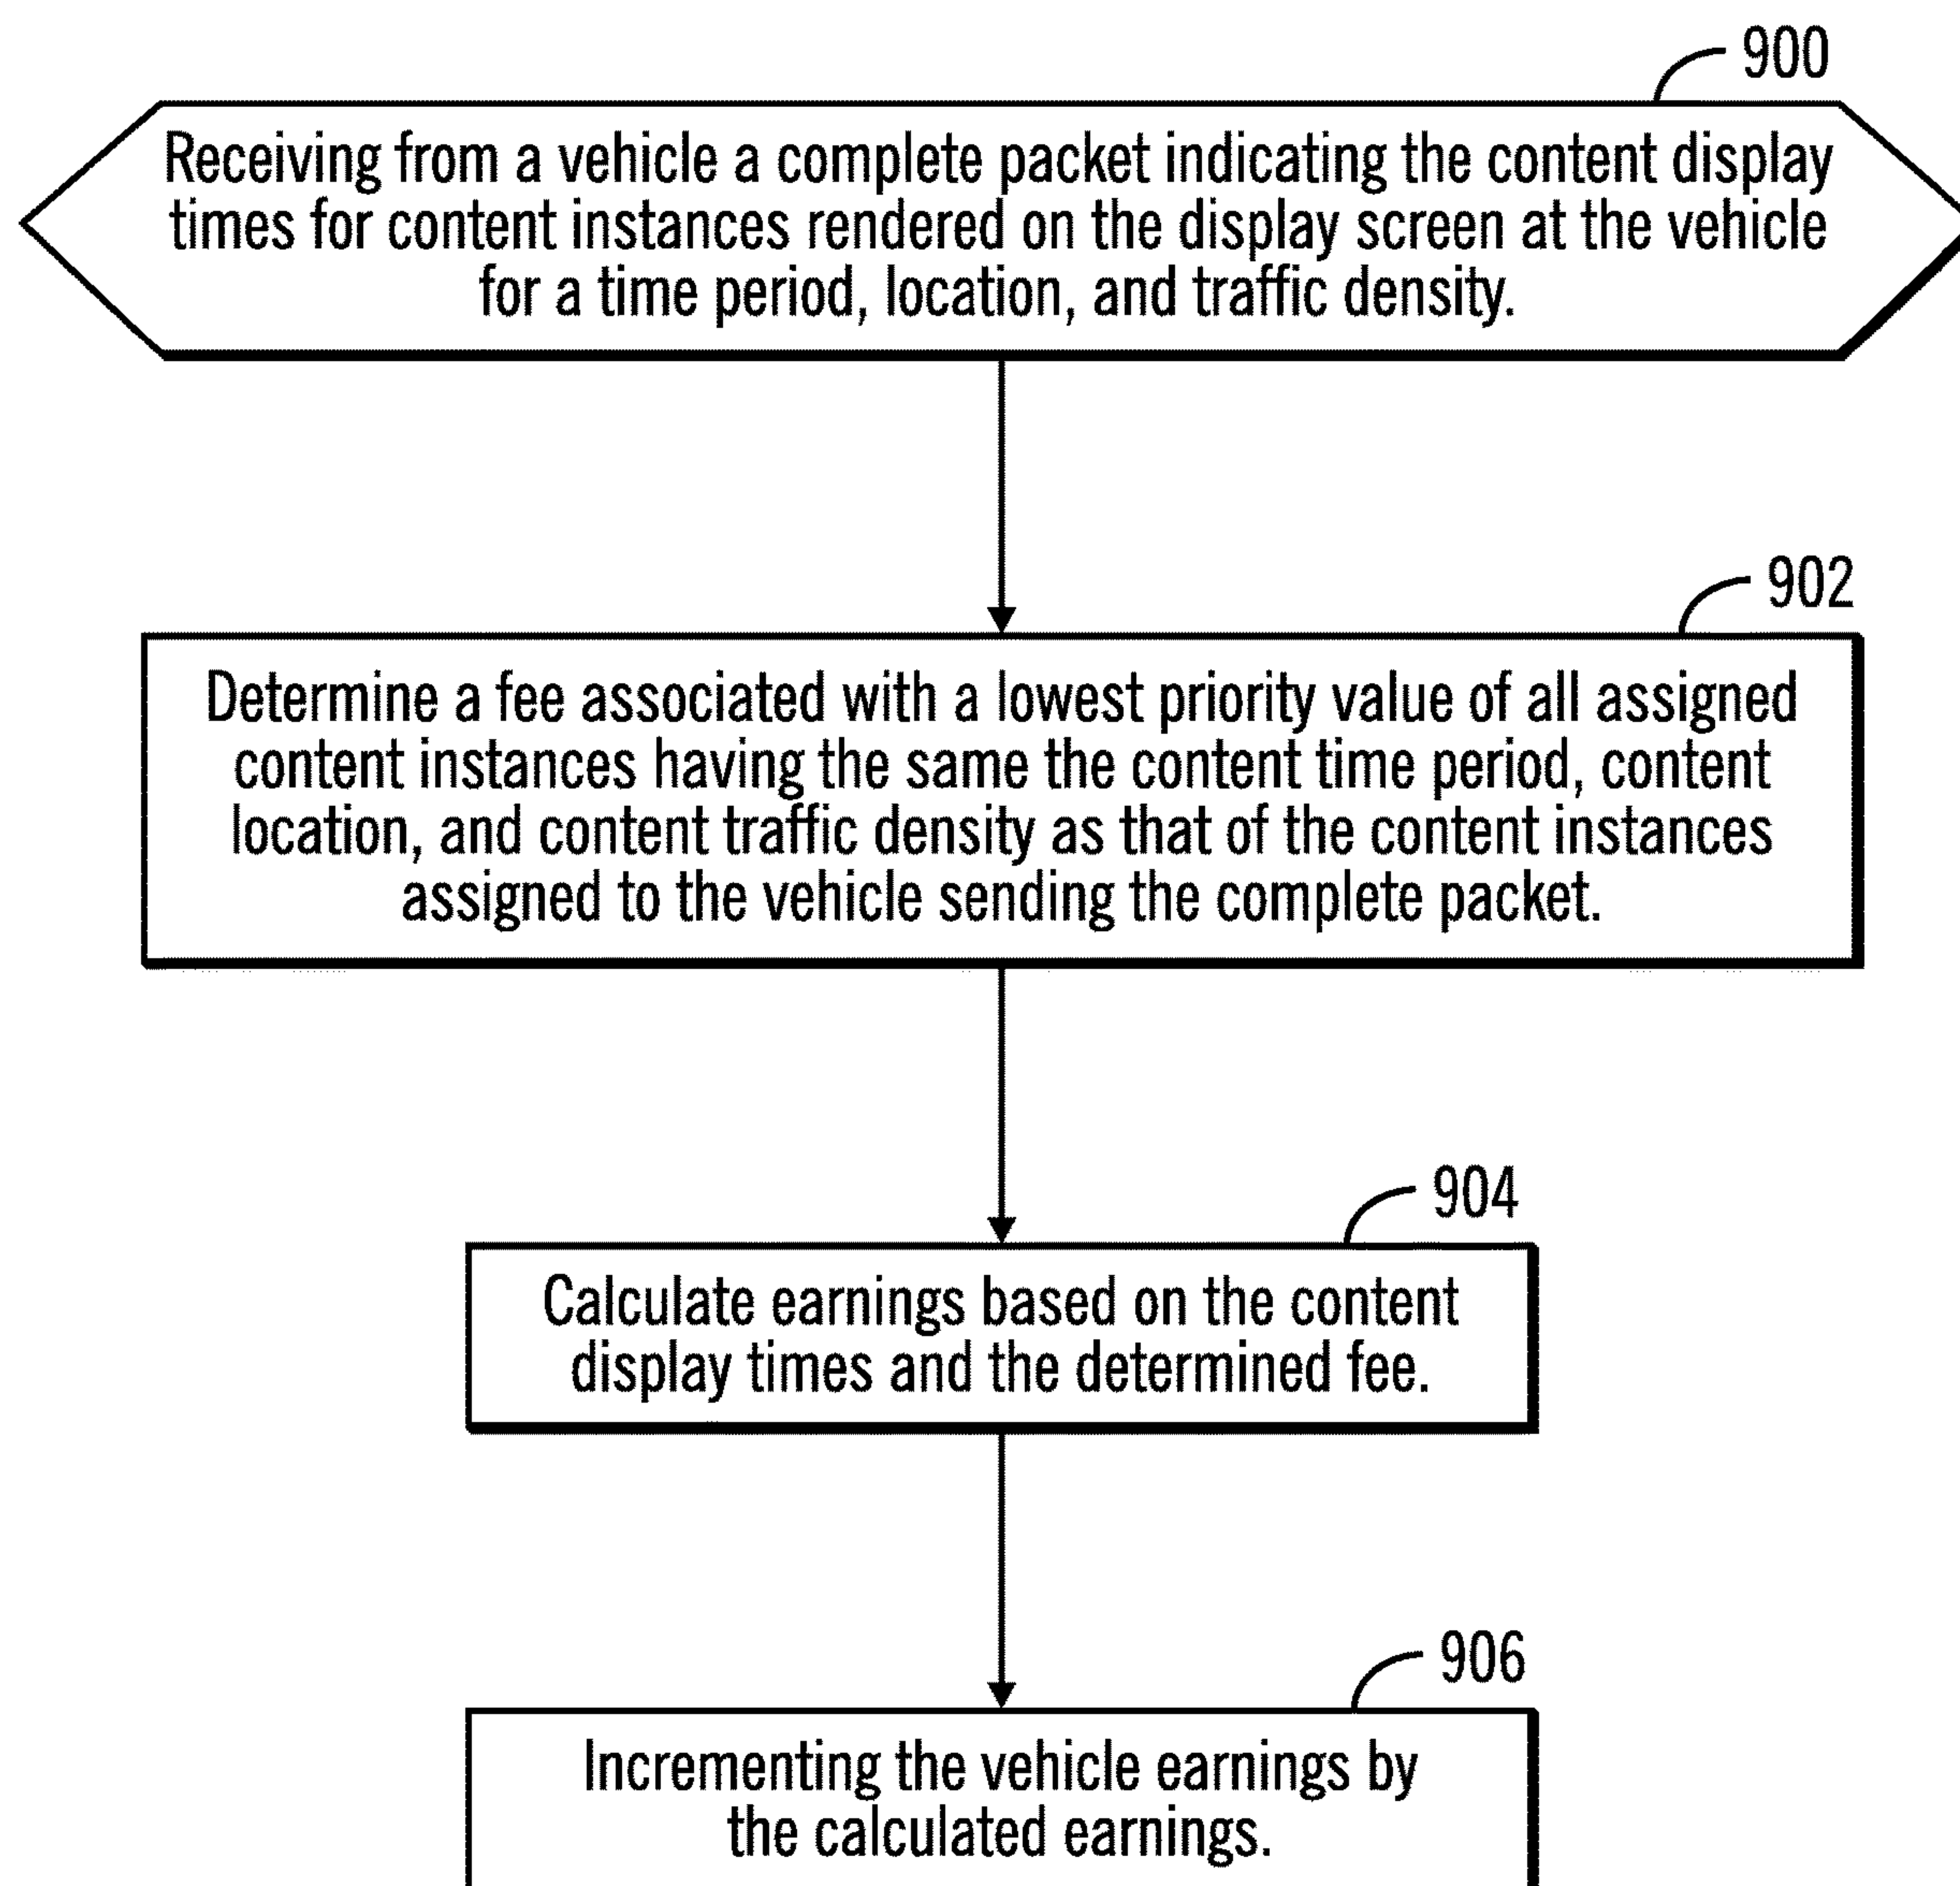 900
Receiving from a vehicle a complete packet indicating the content display
times for content instances rendered on the display screen at the vehicle
for a time period, location, and traffic density.
902
Determine a fee associated with a lowest priority value of all assigned
content instances having the same the content time period, content
location, and content traffic density as that of the content instances
assigned to the vehicle sending the complete packet.
904
Calculate earnings based on the content
display times and the determined fee.
906
Incrementing the vehicle earnings by
the calculated earnings.